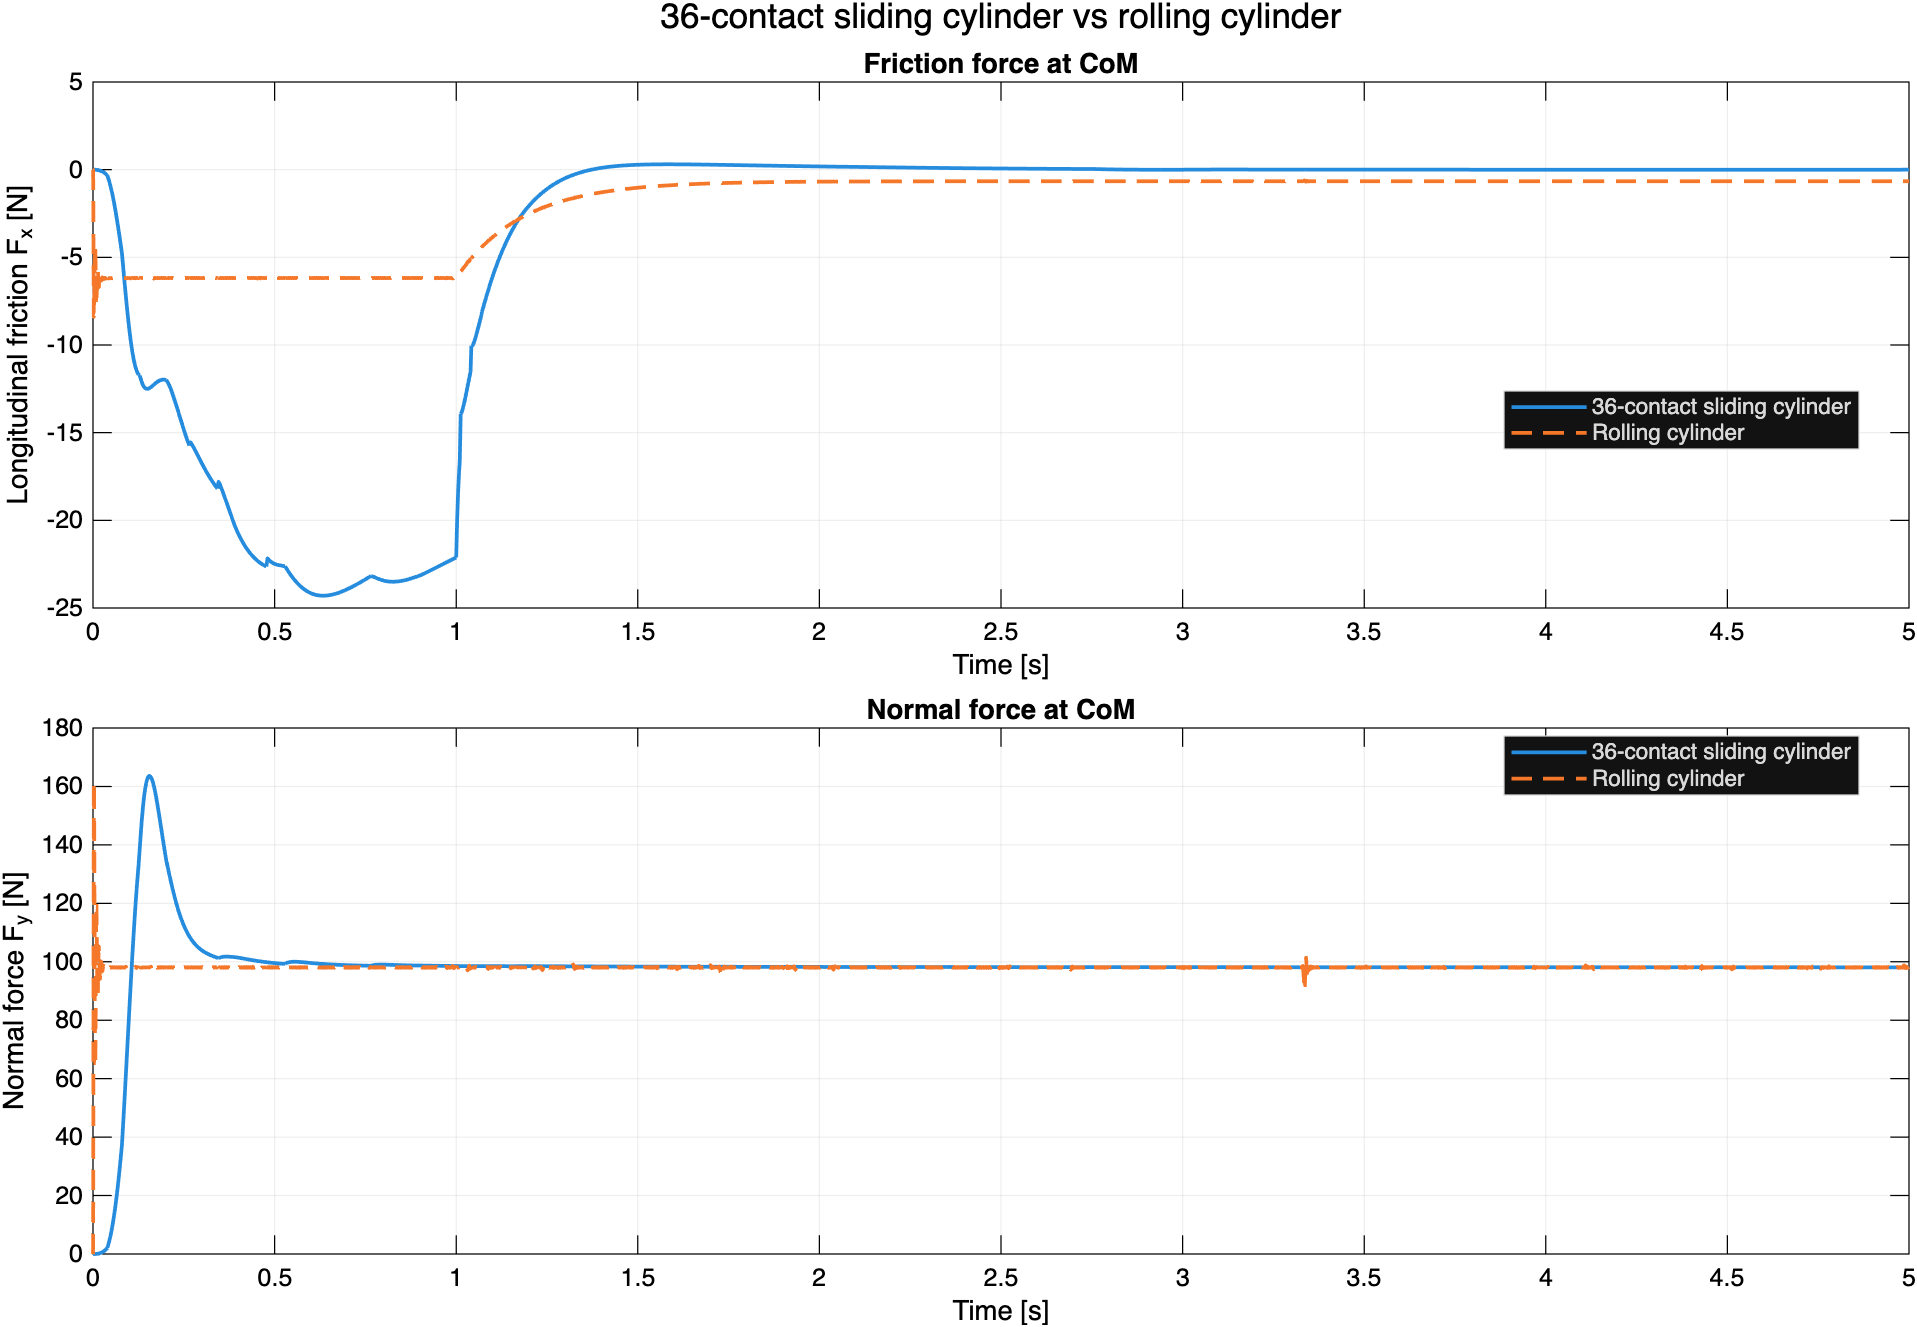 36-contact sliding cylinder vs rolling cylinder
Friction force at CoM
5
0
-5
-10
-15
-20
-25
Longitudinal friction Fx [N]
36-contact sliding cylinder
Rolling cylinder
0 0.5 1 1.5 2 2.5 3 3.5 4 4.5 5
Time [s]
Normal force at CoM
180
160
140
120
100
80
60
40
20
0
Normal force Fy [N]
36-contact sliding cylinder
Rolling cylinder
0 0.5 1 1.5 2 2.5 3 3.5 4 4.5 5
Time [s]